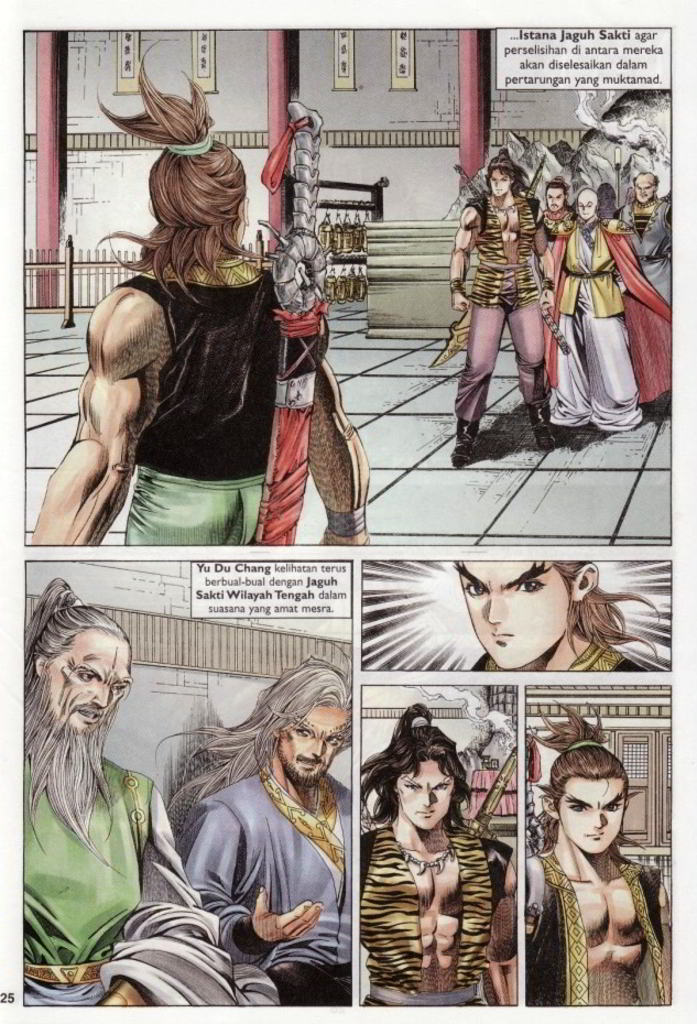 ...Istana Jaguh Sakti agar
perselisihan di antara mereka
akan diselesaikan dalam
pertarungan yang muktamad.
Yu Du Chang kelihatan terus
berbual-bual dengan Jaguh
Sakti Wilayah Tengah dalam
suasana yang amat mesra.
25